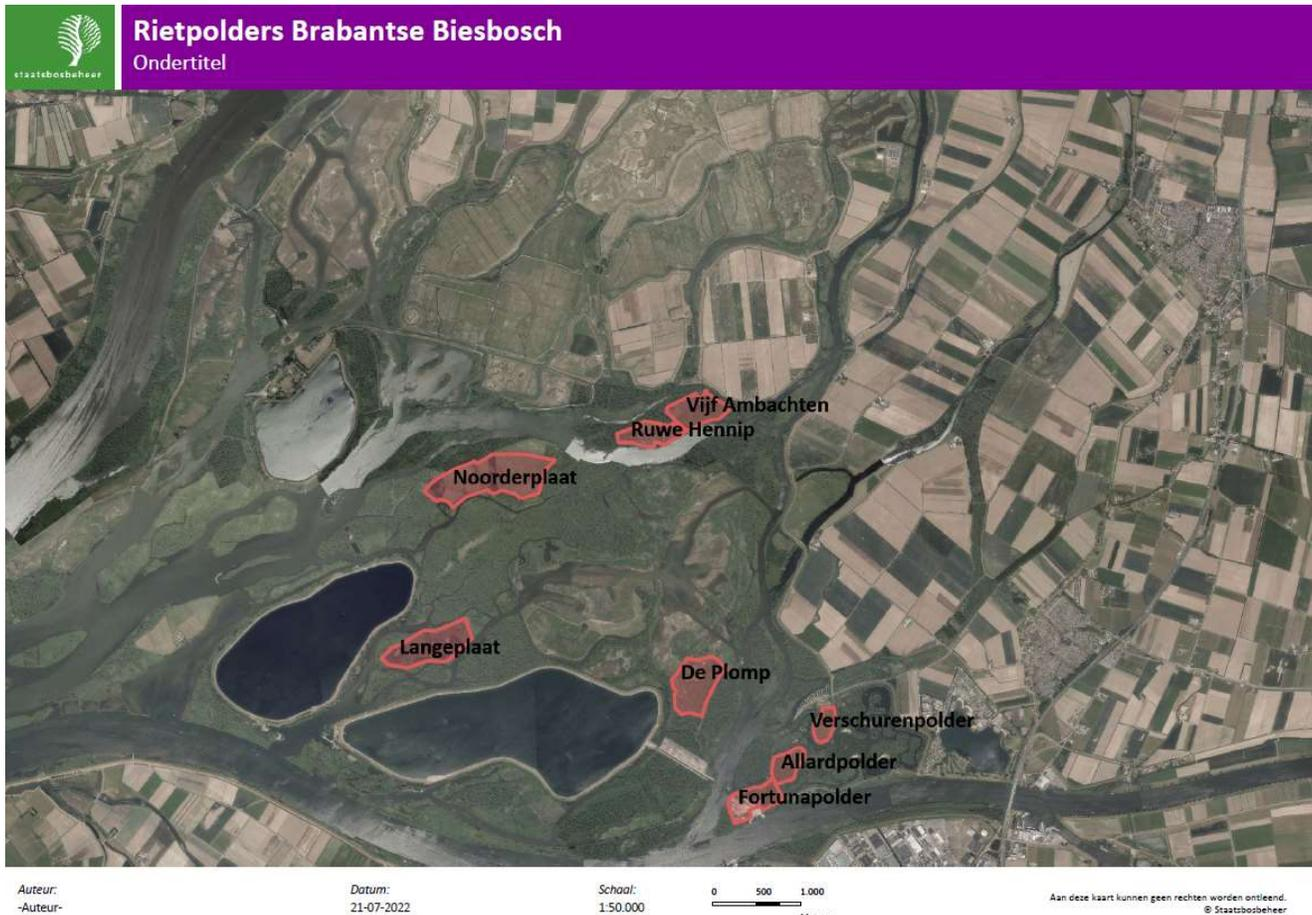 staatsbosbeheer
Rietpolders Brabantse Biesbosch
Ondertitel
Vijf Ambachten
Ruwe Hennip
Noorderplaat
Langeplaat
De Plomp
Verschurenpolder
Allardpolder
Fortunapolder
Auteur:
-Auteur-
Datum:
21-07-2022
Schaal:
1:50.000
0 500 1.000
Aan deze kaart kunnen geen rechten worden ontleend.
© Staatsbosbeheer